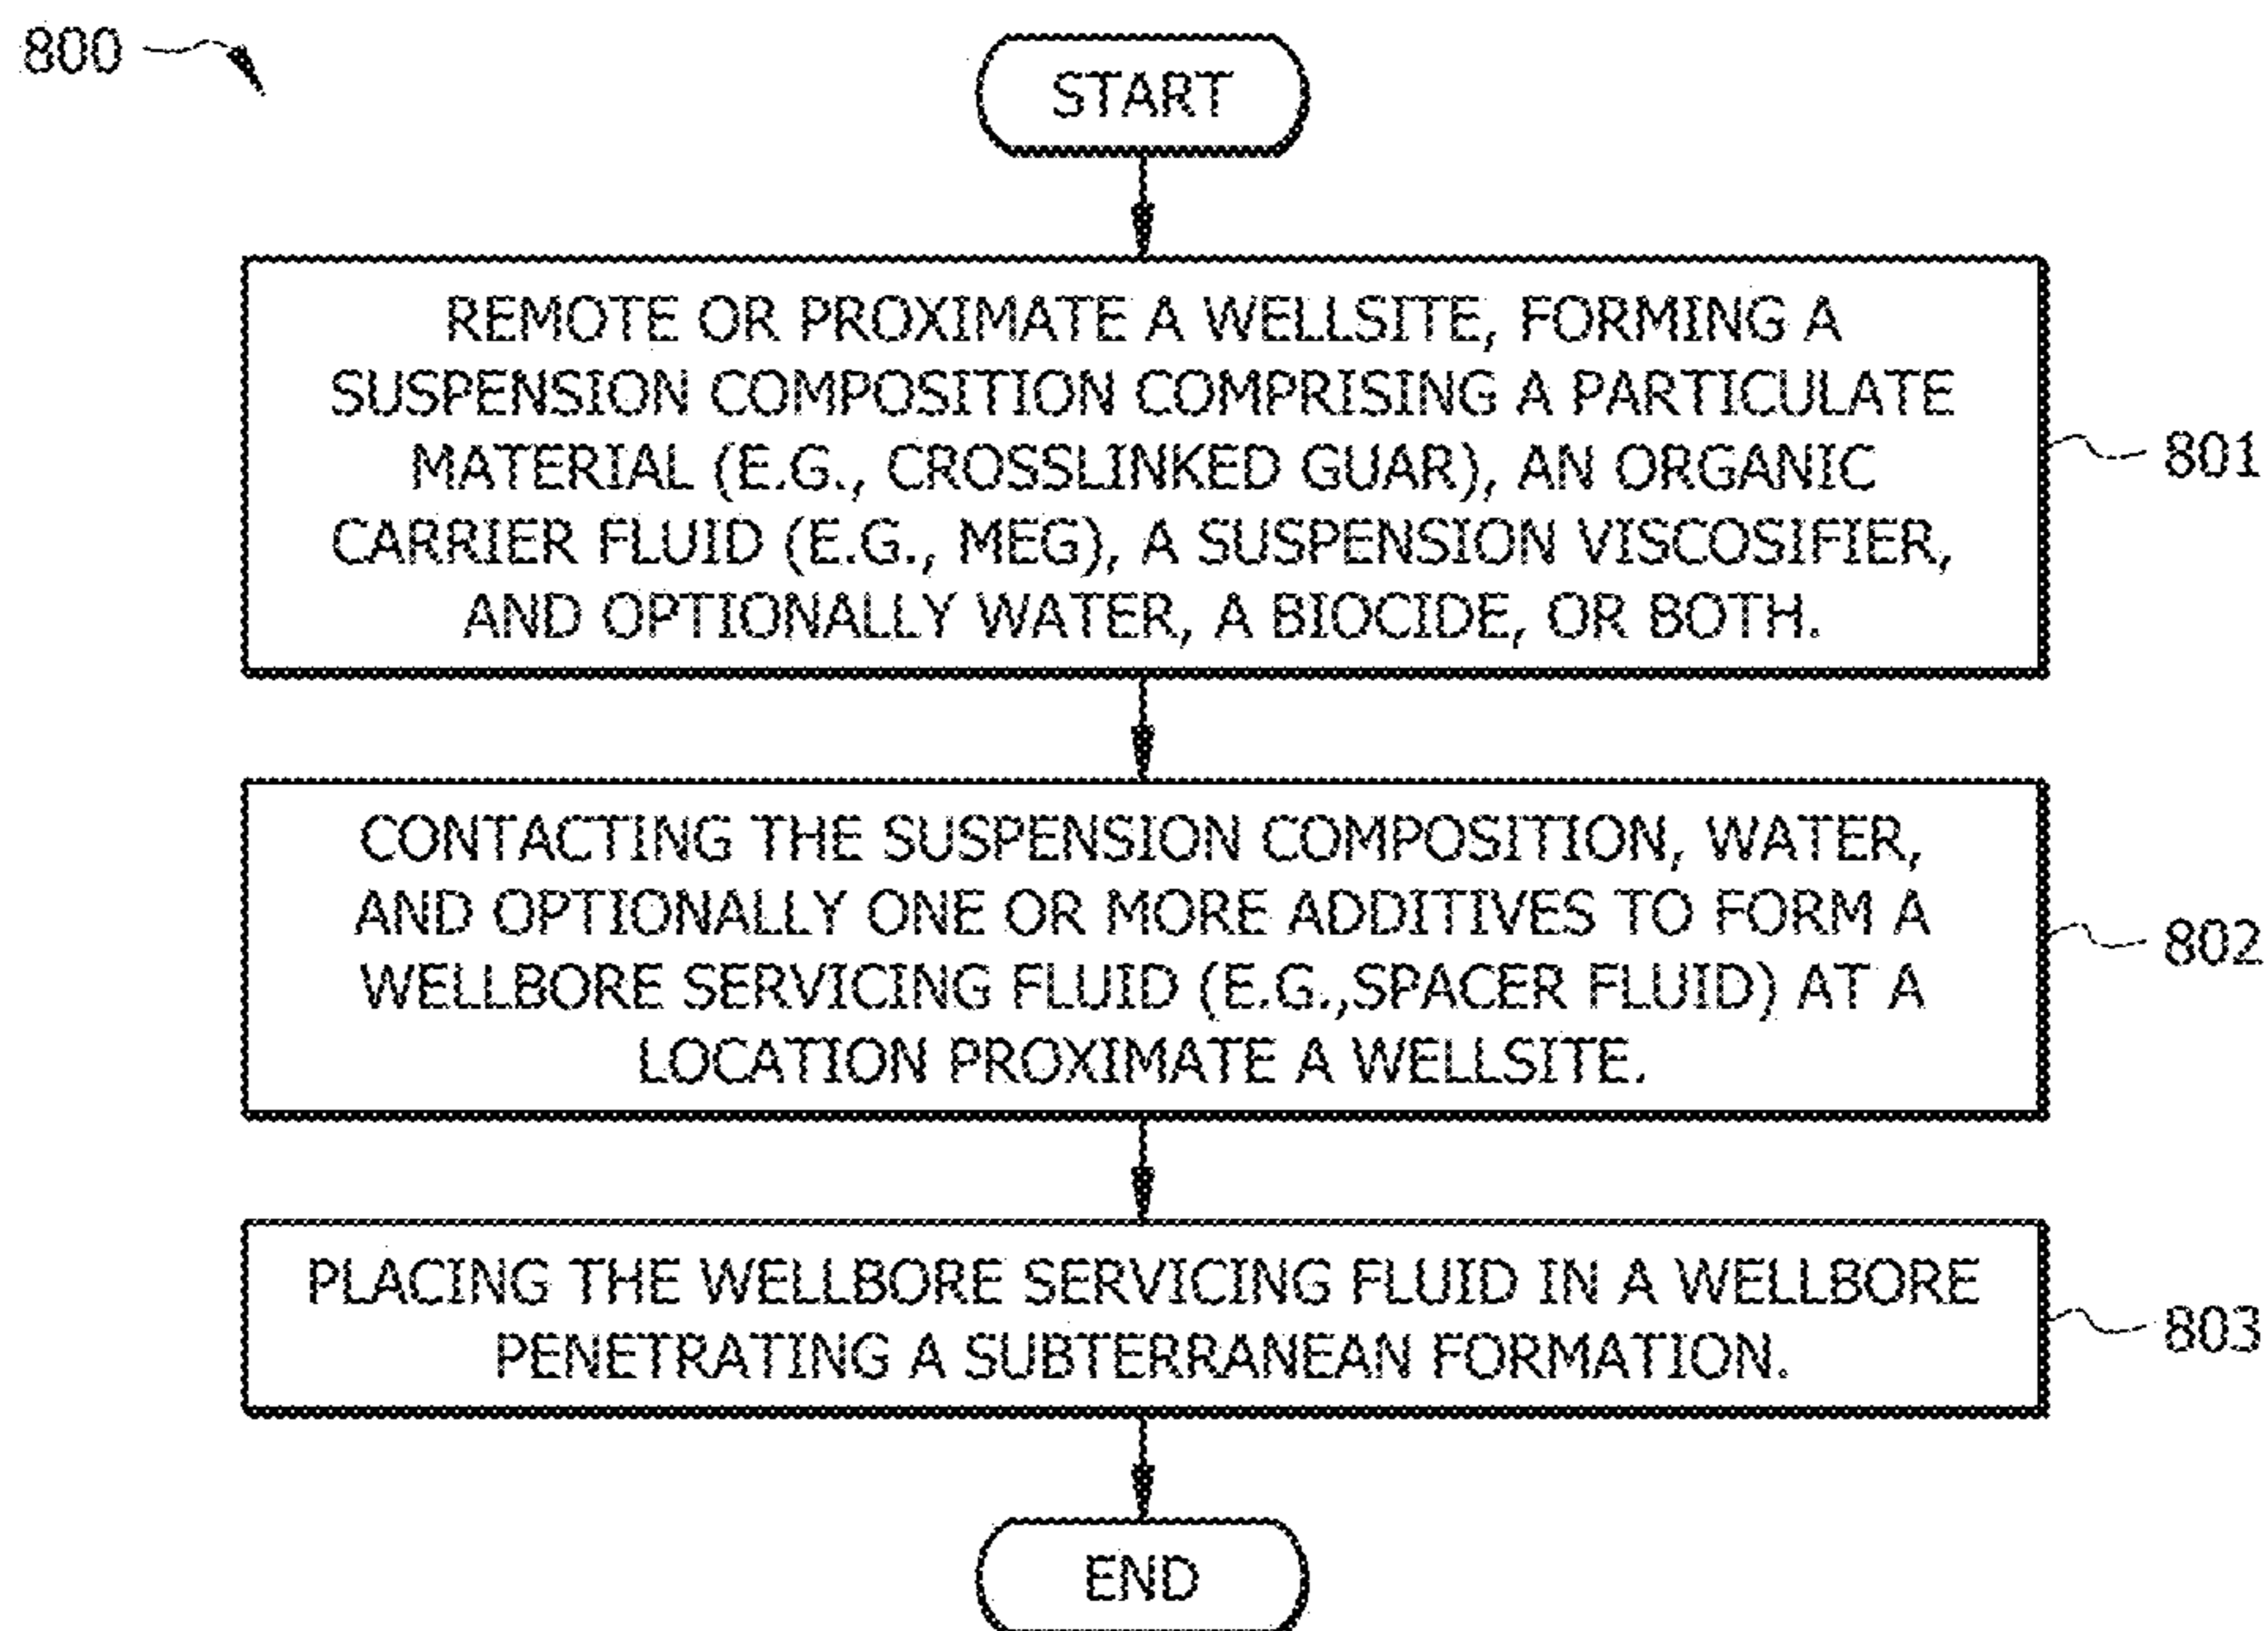 800
START
REMOTE OR PROXIMATE A WELLSITE, FORMING A
SUSPENSION COMPOSITION COMPRISING A PARTICULATE
MATERIAL (E.G., CROSSLINKED GUAR), AN ORGANIC
CARRIER FLUID (E.G., MEG), A SUSPENSION VISCOSIFIER,
AND OPTIONALLY WATER, A BIOCIDE, OR BOTH.
801
CONTACTING THE SUSPENSION COMPOSITION, WATER,
AND OPTIONALLY ONE OR MORE ADDITIVES TO FORM A
WELLBORE SERVICING FLUID (E.G.,SPACER FLUID) AT A
LOCATION PROXIMATE A WELLSITE.
802
PLACING THE WELLBORE SERVICING FLUID IN A WELLBORE
PENETRATING A SUBTERRANEAN FORMATION.
803
END